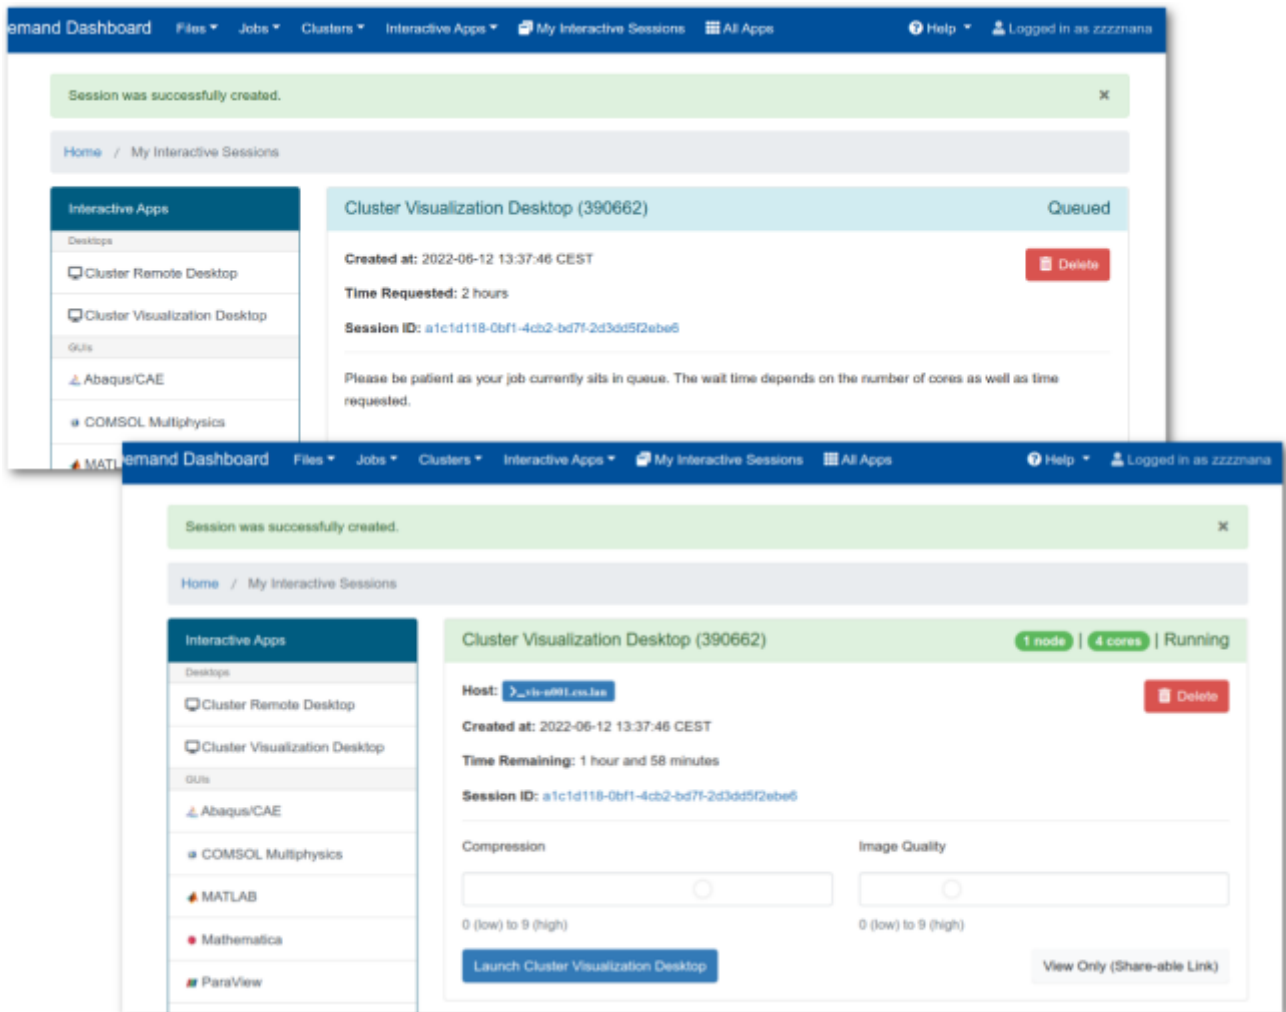 emand Dashboard Files Jobs Clusters Interactive Apps My Interactive Sessions All Apps Help Logged in as zzzznana
Session was successfully created. ×
Home / My Interactive Sessions
Interactive Apps
Desktops
Cluster Remote Desktop
Cluster Visualization Desktop
GUIs
Abaqus/CAE
COMSOL Multiphysics
MATL
Cluster Visualization Desktop (390662) Queued
Created at: 2022-06-12 13:37:46 CEST Delete
Time Requested: 2 hours
Session ID: a1c1d118-0bf1-4cb2-bd7f-2d3dd5f2ebe6
Please be patient as your job currently sits in queue. The wait time depends on the number of cores as well as time
requested.
emand Dashboard Files Jobs Clusters Interactive Apps My Interactive Sessions All Apps Help Logged in as zzzznana
Session was successfully created. ×
Home / My Interactive Sessions
Interactive Apps
Desktops
Cluster Remote Desktop
Cluster Visualization Desktop
GUIs
Abaqus/CAE
COMSOL Multiphysics
MATLAB
Mathematica
ParaView
Cluster Visualization Desktop (390662) 1 node | 4 cores | Running
Host: >_vis-n001.css.lan Delete
Created at: 2022-06-12 13:37:46 CEST
Time Remaining: 1 hour and 58 minutes
Session ID: a1c1d118-0bf1-4cb2-bd7f-2d3dd5f2ebe6
Compression Image Quality
0 (low) to 9 (high) 0 (low) to 9 (high)
Launch Cluster Visualization Desktop View Only (Share-able Link)